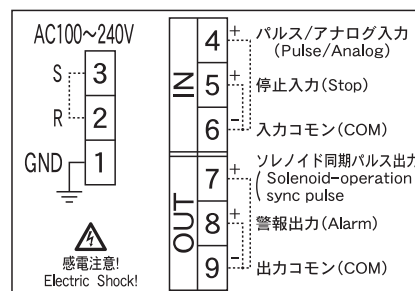 AC100～240V
S 3
R 2
GND 1
感電注意!
Electric Shock!
IN
4 + パルス/アナログ入力
(Pulse/Analog)
5 + 停止入力(Stop)
6 - 入力コモン(COM)
OUT
7 + ソレノイド同期パルス出力
(Solenoid-operation
sync pulse
8 + 警報出力(Alarm)
9 - 出力コモン(COM)